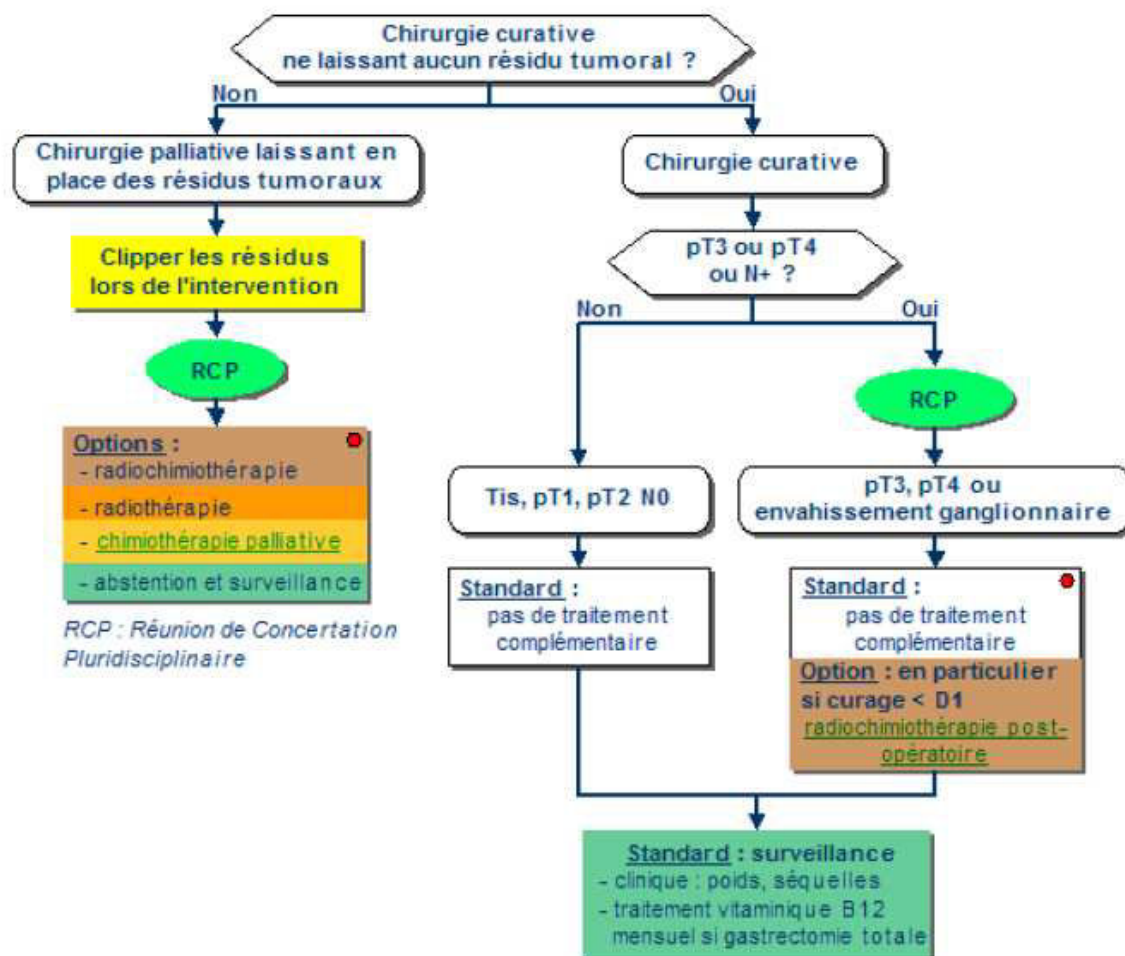 Chirurgie curative
ne laissant aucun résidu tumoral ?
Non
Oui
Chirurgie palliative laissant en
place des résidus tumoraux
Chirurgie curative
Clipper les résidus
lors de l'intervention
pT3 ou pT4
ou N+ ?
Non
Oui
RCP
RCP
Options :
- radiochimiothérapie
- radiothérapie
- chimiothérapie palliative
- abstention et surveillance
RCP : Réunion de Concertation
Pluridisciplinaire
Tis, pT1, pT2 N0
pT3, pT4 ou
envahissement ganglionnaire
Standard :
pas de traitement
complémentaire
Standard :
pas de traitement
complémentaire
Option : en particulier
si curage < D1
radiochimiothérapie post-
opératoire
Standard : surveillance
- clinique : poids, séquelles
- traitement vitaminique B12
mensuel si gastrectomie totale